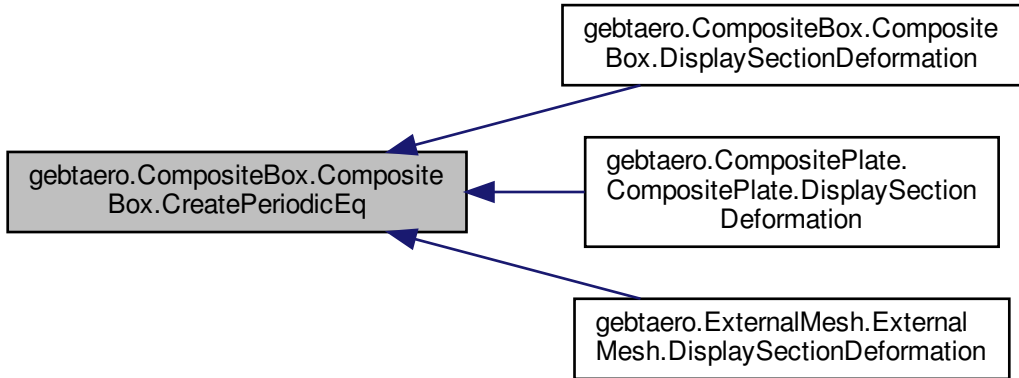 gebtaero.CompositeBox.Composite
Box.DisplaySectionDeformation
gebtaero.CompositeBox.Composite
Box.CreatePeriodicEq
gebtaero.CompositePlate.
CompositePlate.DisplaySection
Deformation
gebtaero.ExternalMesh.External
Mesh.DisplaySectionDeformation